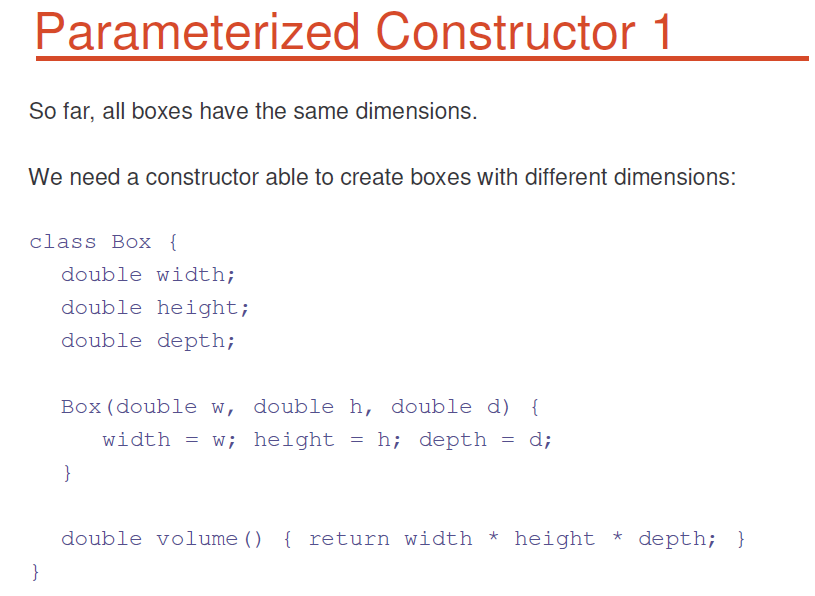 Parameterized Constructor 1
So far, all boxes have the same dimensions.
We need a constructor able to create boxes with different dimensions:
class Box {
double width;
double height;
double depth;
Box(double w, double h, double d) {
width = w; height = h; depth = d;
}
double volume() { return width * height * depth; }
}